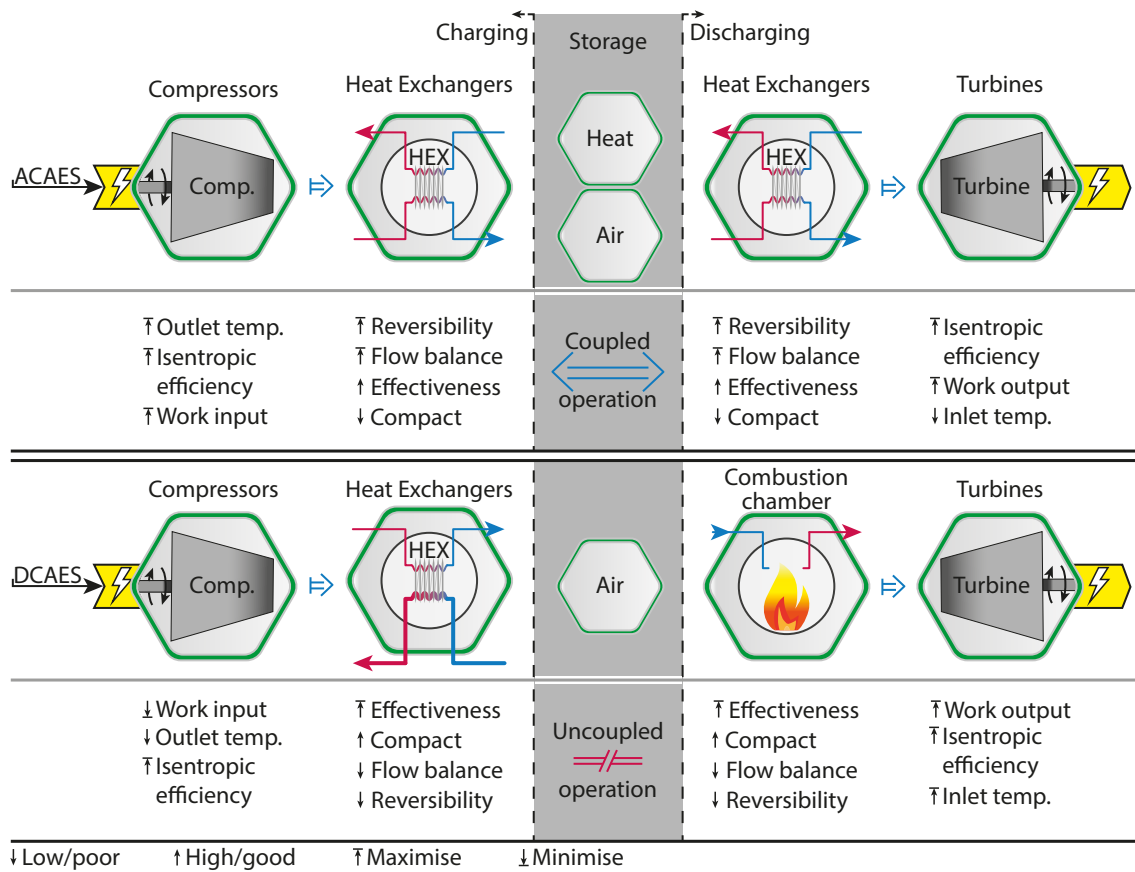 Charging
Storage
Discharging
Compressors
Heat Exchangers
Heat Exchangers
Turbines
ACAES
Comp.
HEX
Heat
Air
HEX
Turbine
↑ Outlet temp.
↑ Isentropic
efficiency
↑ Work input
↑ Reversibility
↑ Flow balance
↑ Effectiveness
↓ Compact
Coupled
operation
↑ Reversibility
↑ Flow balance
↑ Effectiveness
↓ Compact
↑ Isentropic
efficiency
↑ Work output
↓ Inlet temp.
Compressors
Heat Exchangers
Combustion
chamber
Turbines
DCAES
Comp.
HEX
Air
Turbine
↓ Work input
↓ Outlet temp.
↑ Isentropic
efficiency
↑ Effectiveness
↑ Compact
↓ Flow balance
↓ Reversibility
Uncoupled
operation
↑ Effectiveness
↑ Compact
↓ Flow balance
↓ Reversibility
↑ Work output
↑ Isentropic
efficiency
↑ Inlet temp.
↓ Low/poor ↑ High/good ↑ Maximise ↓ Minimise